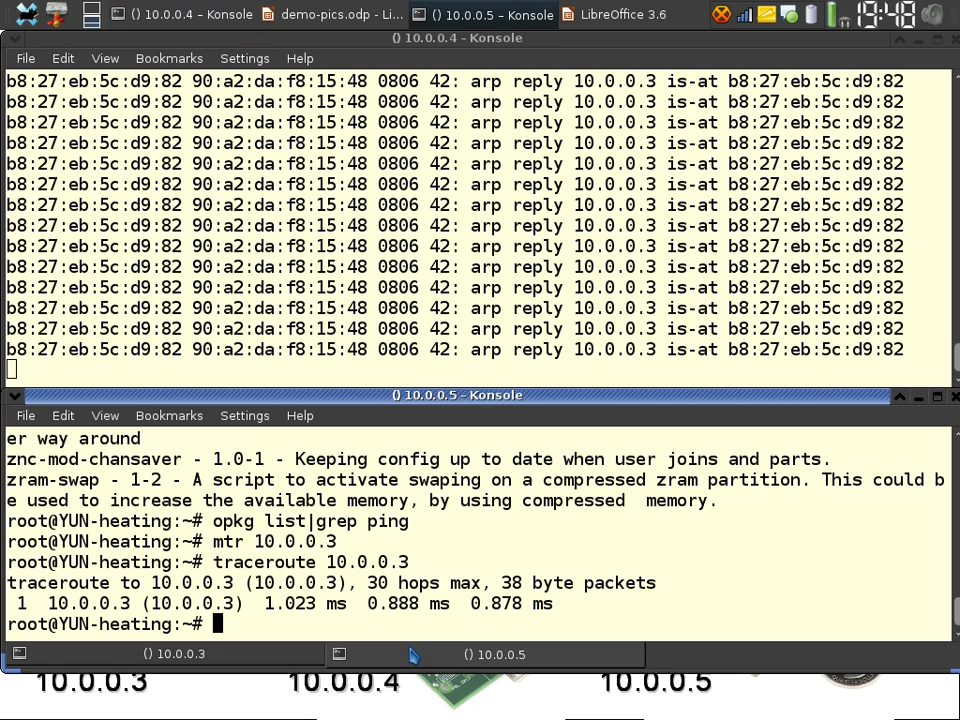 () 10.0.0.4 – Konsole
demo-pics.odp - Li...
() 10.0.0.5 – Konsole
LibreOffice 3.6
19:48
() 10.0.0.4 – Konsole
File Edit View Bookmarks Settings Help
b8:27:eb:5c:d9:82 90:a2:da:f8:15:48 0806 42: arp reply 10.0.0.3 is-at b8:27:eb:5c:d9:82
b8:27:eb:5c:d9:82 90:a2:da:f8:15:48 0806 42: arp reply 10.0.0.3 is-at b8:27:eb:5c:d9:82
b8:27:eb:5c:d9:82 90:a2:da:f8:15:48 0806 42: arp reply 10.0.0.3 is-at b8:27:eb:5c:d9:82
b8:27:eb:5c:d9:82 90:a2:da:f8:15:48 0806 42: arp reply 10.0.0.3 is-at b8:27:eb:5c:d9:82
b8:27:eb:5c:d9:82 90:a2:da:f8:15:48 0806 42: arp reply 10.0.0.3 is-at b8:27:eb:5c:d9:82
b8:27:eb:5c:d9:82 90:a2:da:f8:15:48 0806 42: arp reply 10.0.0.3 is-at b8:27:eb:5c:d9:82
b8:27:eb:5c:d9:82 90:a2:da:f8:15:48 0806 42: arp reply 10.0.0.3 is-at b8:27:eb:5c:d9:82
b8:27:eb:5c:d9:82 90:a2:da:f8:15:48 0806 42: arp reply 10.0.0.3 is-at b8:27:eb:5c:d9:82
b8:27:eb:5c:d9:82 90:a2:da:f8:15:48 0806 42: arp reply 10.0.0.3 is-at b8:27:eb:5c:d9:82
b8:27:eb:5c:d9:82 90:a2:da:f8:15:48 0806 42: arp reply 10.0.0.3 is-at b8:27:eb:5c:d9:82
b8:27:eb:5c:d9:82 90:a2:da:f8:15:48 0806 42: arp reply 10.0.0.3 is-at b8:27:eb:5c:d9:82
b8:27:eb:5c:d9:82 90:a2:da:f8:15:48 0806 42: arp reply 10.0.0.3 is-at b8:27:eb:5c:d9:82
b8:27:eb:5c:d9:82 90:a2:da:f8:15:48 0806 42: arp reply 10.0.0.3 is-at b8:27:eb:5c:d9:82
b8:27:eb:5c:d9:82 90:a2:da:f8:15:48 0806 42: arp reply 10.0.0.3 is-at b8:27:eb:5c:d9:82
() 10.0.0.5 – Konsole
File Edit View Bookmarks Settings Help
er way around
znc-mod-chansaver - 1.0-1 - Keeping config up to date when user joins and parts.
zram-swap - 1-2 - A script to activate swaping on a compressed zram partition. This could b
e used to increase the available memory, by using compressed  memory.
root@YUN-heating:~# opkg list|grep ping
root@YUN-heating:~# mtr 10.0.0.3
root@YUN-heating:~# traceroute 10.0.0.3
traceroute to 10.0.0.3 (10.0.0.3), 30 hops max, 38 byte packets
 1  10.0.0.3 (10.0.0.3)  1.023 ms  0.888 ms  0.878 ms
root@YUN-heating:~#
() 10.0.0.3
() 10.0.0.5
10.0.0.3
10.0.0.4
10.0.0.5